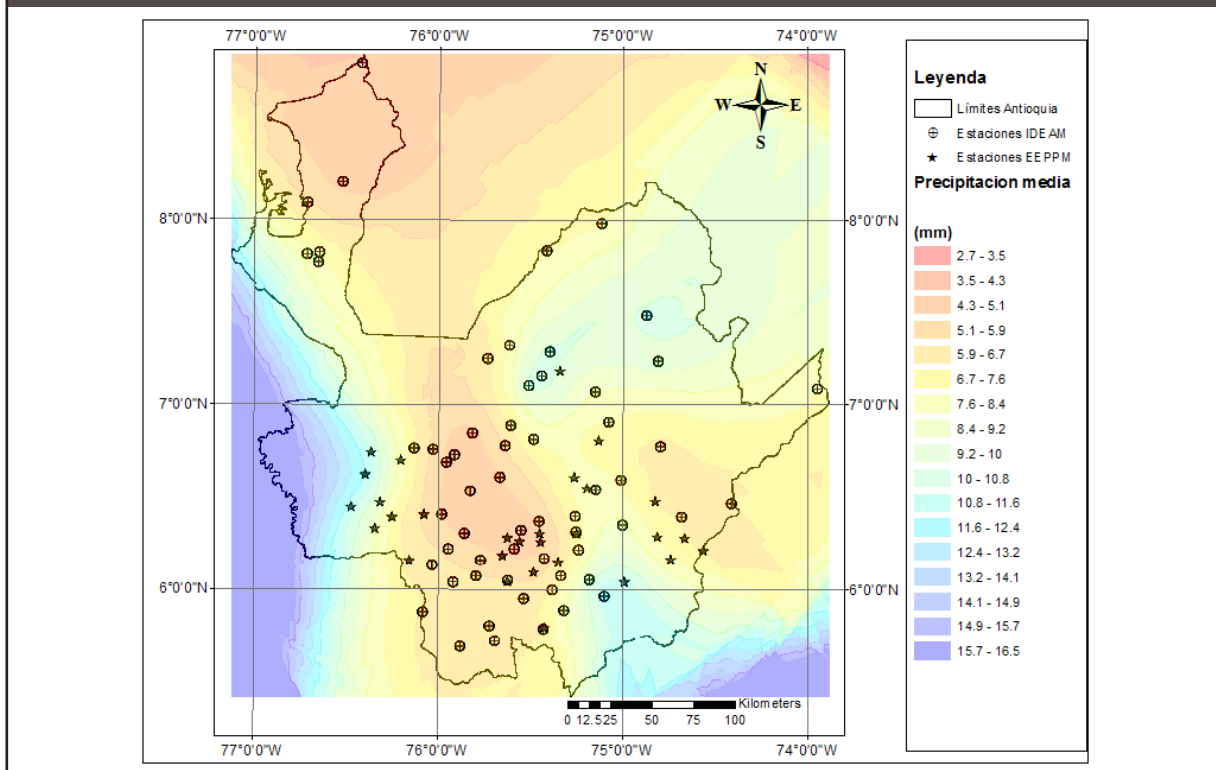 77°0'0"W 76°0'0"W 75°0'0"W 74°0'0"W
N
W E
S
8°0'0"N 8°0'0"N
7°0'0"N 7°0'0"N
6°0'0"N 6°0'0"N
Kilometers
0 12.525 50 75 100
77°0'0"W 76°0'0"W 75°0'0"W 74°0'0"W
Leyenda
Límites Antioquia
Estaciones IDEAM
Estaciones EEPPM
Precipitacion media
(mm)
2.7 - 3.5
3.5 - 4.3
4.3 - 5.1
5.1 - 5.9
5.9 - 6.7
6.7 - 7.6
7.6 - 8.4
8.4 - 9.2
9.2 - 10
10 - 10.8
10.8 - 11.6
11.6 - 12.4
12.4 - 13.2
13.2 - 14.1
14.1 - 14.9
14.9 - 15.7
15.7 - 16.5